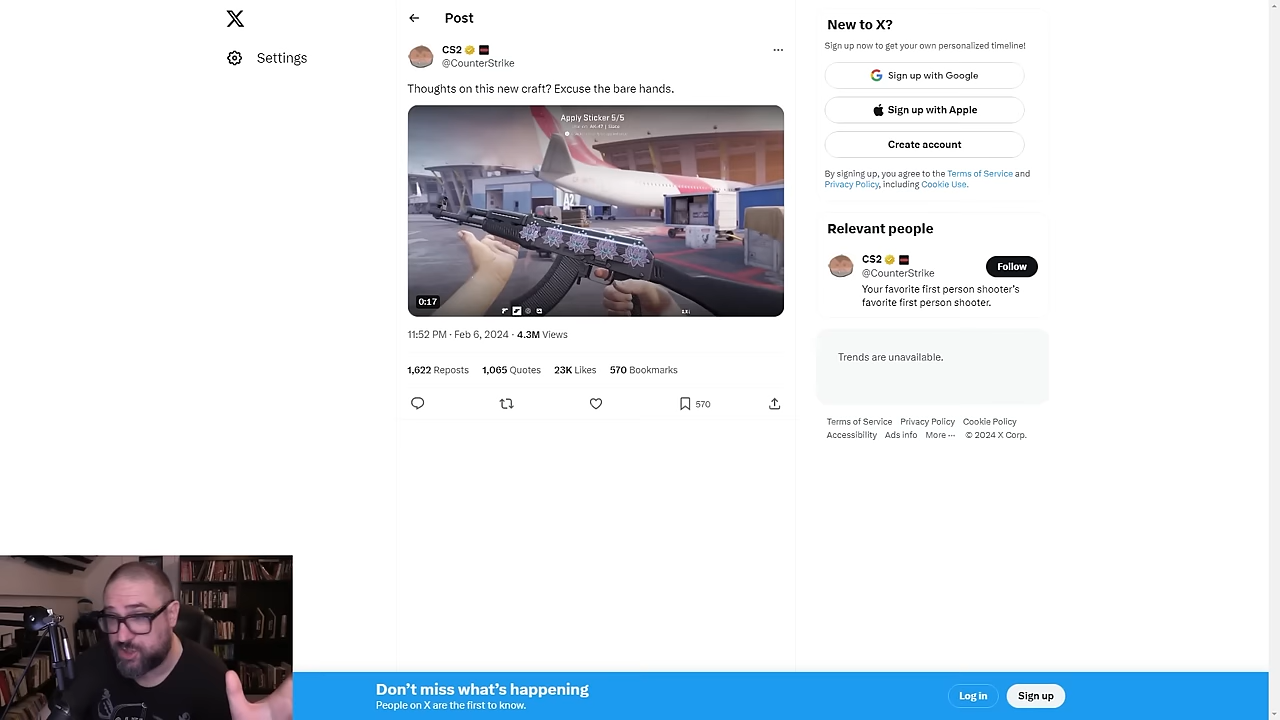 Settings
Post
CS2
@CounterStrike
Thoughts on this new craft? Excuse the bare hands.
Apply Sticker 5/5
AK-47 | Slate
A2
0:17
11:52 PM · Feb 6, 2024 · 4.3M Views
1,622 Reposts 1,065 Quotes 23K Likes 570 Bookmarks
570
New to X?
Sign up now to get your own personalized timeline!
Sign up with Google
Sign up with Apple
Create account
By signing up, you agree to the Terms of Service and
Privacy Policy, including Cookie Use.
Relevant people
CS2
@CounterStrike
Follow
Your favorite first person shooter's
favorite first person shooter.
Trends are unavailable.
Terms of Service Privacy Policy Cookie Policy
Accessibility Ads info More ··· © 2024 X Corp.
Don't miss what's happening
People on X are the first to know.
Log in
Sign up